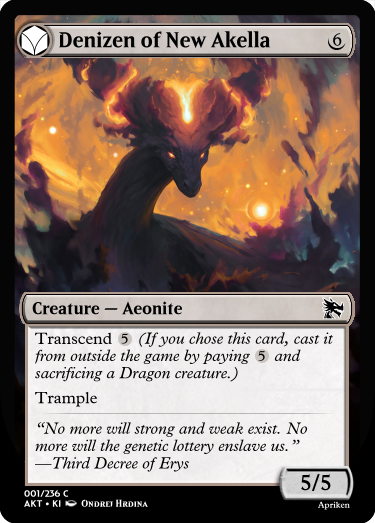 Denizen of New Akella 6
Creature — Aeonite
Transcend 5 (If you chose this card, cast it
from outside the game by paying 5 and
sacrificing a Dragon creature.)
Trample
“No more will strong and weak exist. No
more will the genetic lottery enslave us.”
—Third Decree of Erys
5/5
001/236 C
AKT • KI Ondrej Hrdina
Apriken